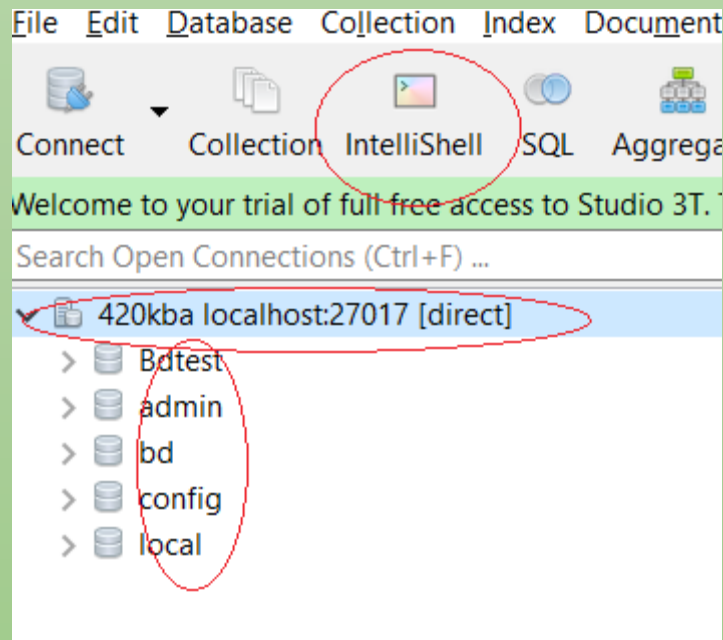 File Edit Database Collection Index Document
Connect Collection IntelliShell SQL Aggrega
Welcome to your trial of full free access to Studio 3T. T
Search Open Connections (Ctrl+F) ...
420kba localhost:27017 [direct]
Bdtest
admin
bd
config
local